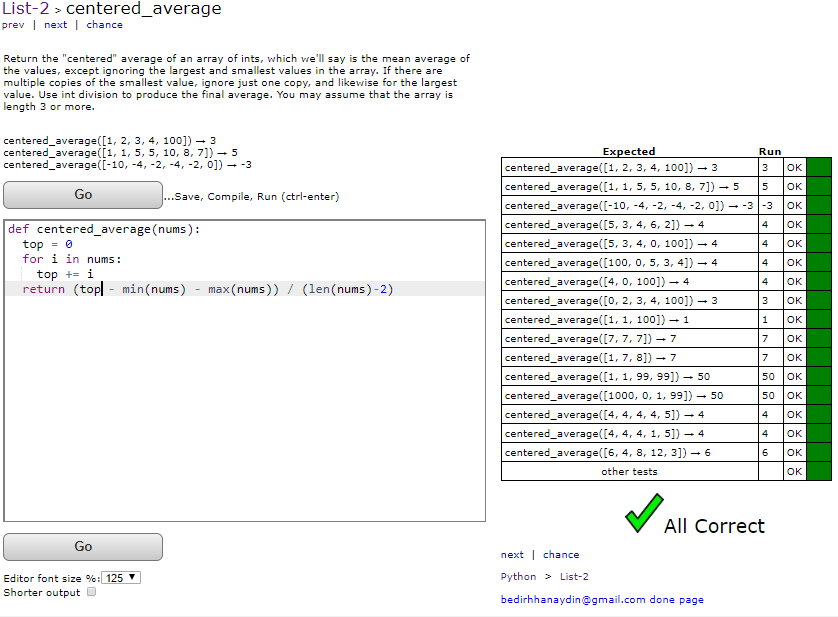 List-2 > centered_average
prev | next | chance
Return the "centered" average of an array of ints, which we'll say is the mean average of
the values, except ignoring the largest and smallest values in the array. If there are
multiple copies of the smallest value, ignore just one copy, and likewise for the largest
value. Use int division to produce the final average. You may assume that the array is
length 3 or more.
centered_average([1, 2, 3, 4, 100]) → 3
centered_average([1, 1, 5, 5, 10, 8, 7]) → 5
centered_average([-10, -4, -2, -4, -2, 0]) → -3
Go
...Save, Compile, Run (ctrl-enter)
def centered_average(nums):
  top = 0
  for i in nums:
    top += i
  return (top - min(nums) - max(nums)) / (len(nums)-2)
Go
Editor font size %: 125 ▼
Shorter output
Expected Run
centered_average([1, 2, 3, 4, 100]) → 3 3 OK
centered_average([1, 1, 5, 5, 10, 8, 7]) → 5 5 OK
centered_average([-10, -4, -2, -4, -2, 0]) → -3 -3 OK
centered_average([5, 3, 4, 6, 2]) → 4 4 OK
centered_average([5, 3, 4, 0, 100]) → 4 4 OK
centered_average([100, 0, 5, 3, 4]) → 4 4 OK
centered_average([4, 0, 100]) → 4 4 OK
centered_average([0, 2, 3, 4, 100]) → 3 3 OK
centered_average([1, 1, 100]) → 1 1 OK
centered_average([7, 7, 7]) → 7 7 OK
centered_average([1, 7, 8]) → 7 7 OK
centered_average([1, 1, 99, 99]) → 50 50 OK
centered_average([1000, 0, 1, 99]) → 50 50 OK
centered_average([4, 4, 4, 4, 5]) → 4 4 OK
centered_average([4, 4, 4, 1, 5]) → 4 4 OK
centered_average([6, 4, 8, 12, 3]) → 6 6 OK
other tests OK
All Correct
next | chance
Python > List-2
bedirhhanaydin@gmail.com done page